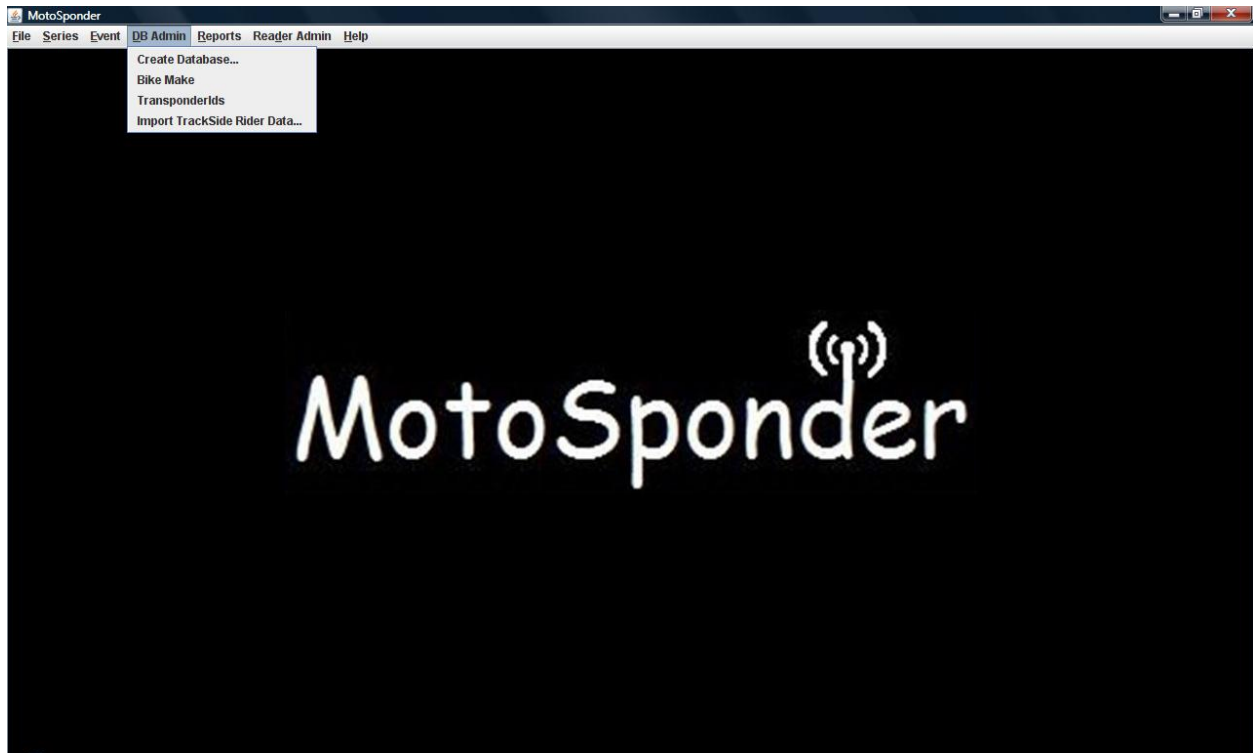 MotoSponder
File Series Event DB Admin Reports Reader Admin Help
Create Database...
Bike Make
TransponderIds
Import TrackSide Rider Data...
MotoSponder